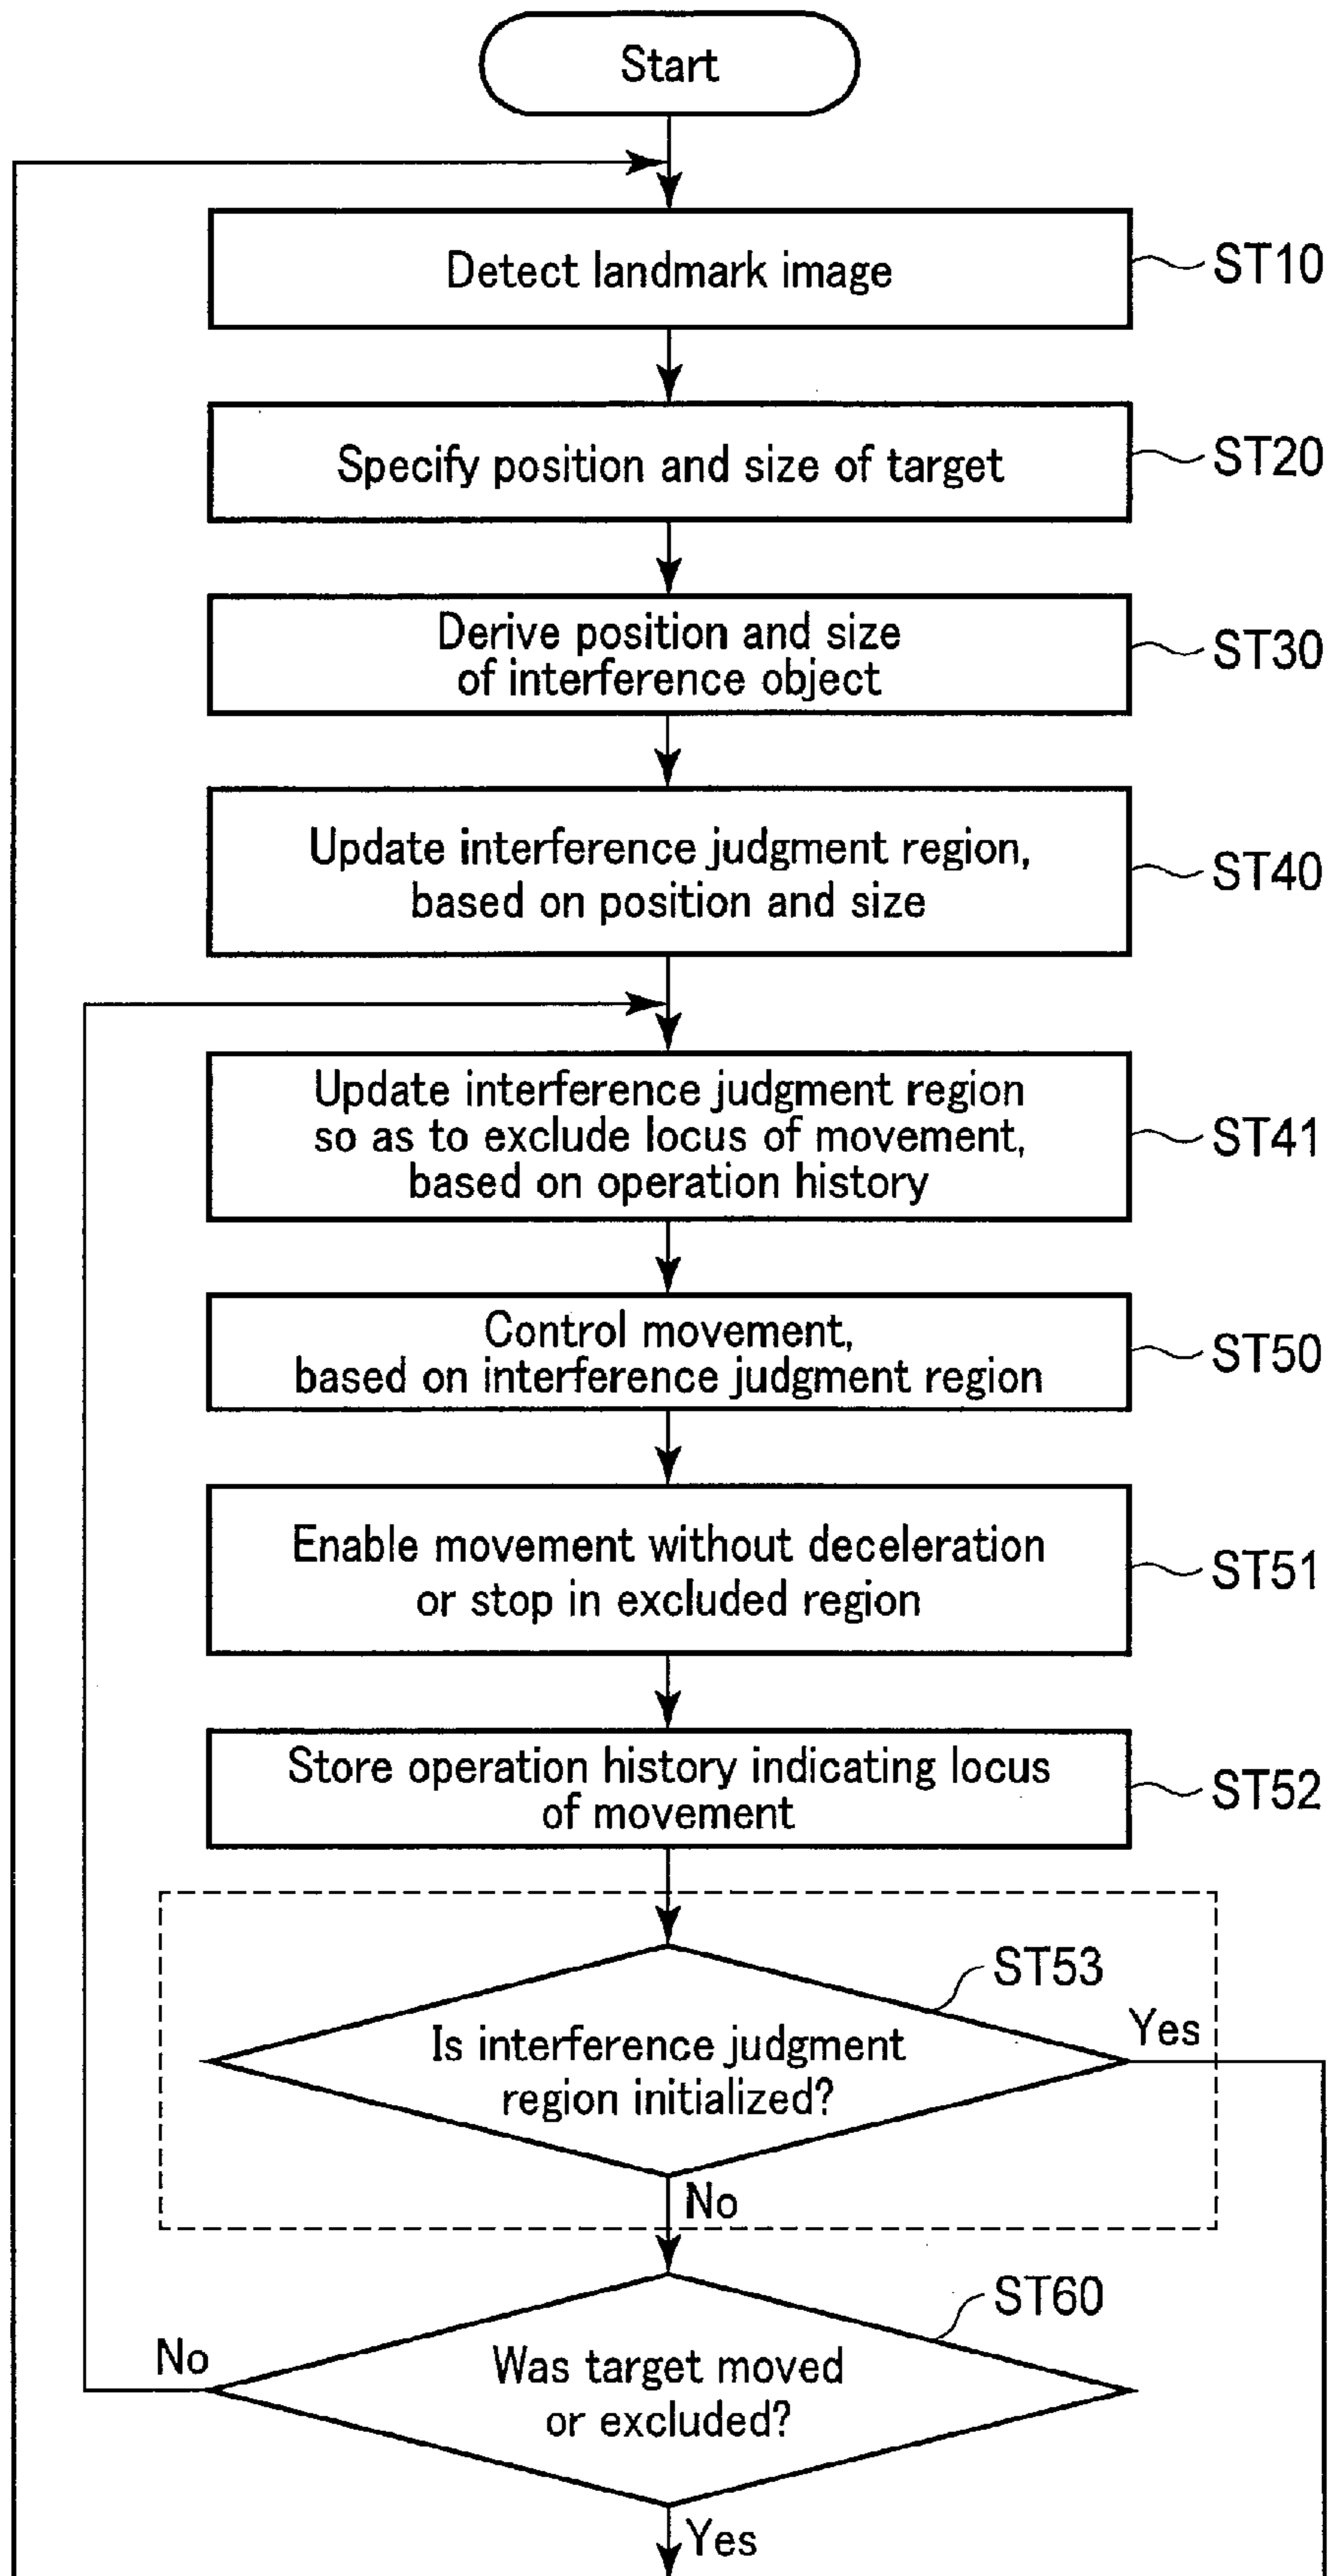 Start
Detect landmark image
ST10
Specify position and size of target
ST20
Derive position and size
of interference object
ST30
Update interference judgment region,
based on position and size
ST40
Update interference judgment region
so as to exclude locus of movement,
based on operation history
ST41
Control movement,
based on interference judgment region
ST50
Enable movement without deceleration
or stop in excluded region
ST51
Store operation history indicating locus
of movement
ST52
ST53
Is interference judgment
region initialized?
Yes
No
ST60
Was target moved
or excluded?
No
Yes